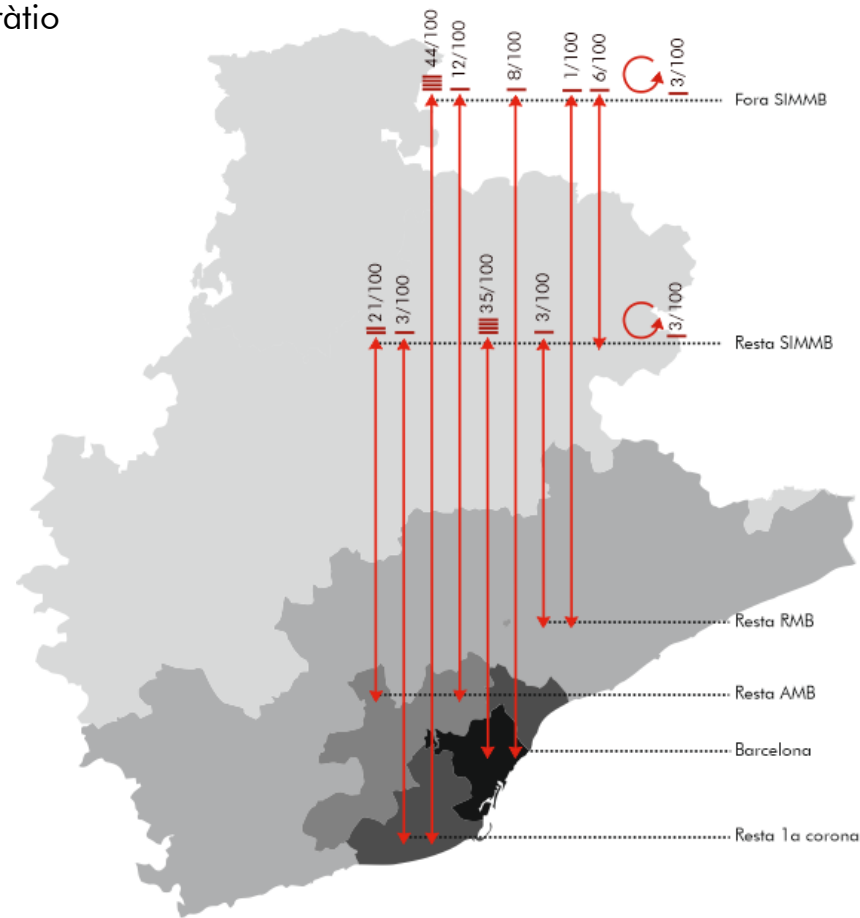 ràtio
44/100
12/100
8/100
1/100
6/100
3/100
Fora SIMMB
21/100
3/100
35/100
3/100
3/100
Resta SIMMB
Resta RMB
Resta AMB
Barcelona
Resta 1a corona